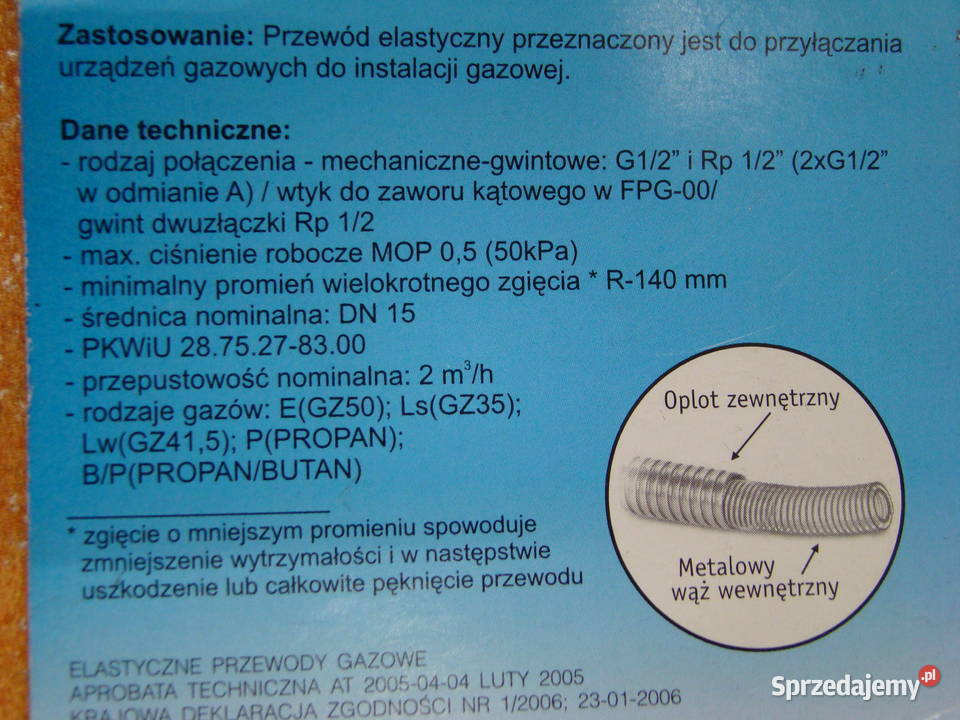 Zastosowanie: Przewód elastyczny przeznaczony jest do przyłączania
urządzeń gazowych do instalacji gazowej.
Dane techniczne:
- rodzaj połączenia - mechaniczne-gwintowe: G1/2” i Rp 1/2” (2xG1/2”
w odmianie A) / wtyk do zaworu kątowego w FPG-00/
gwint dwuzłączki Rp 1/2
- max. ciśnienie robocze MOP 0,5 (50kPa)
- minimalny promień wielokrotnego zgięcia * R-140 mm
- średnica nominalna: DN 15
- PKWiU 28.75.27-83.00
- przepustowość nominalna: 2 m³/h
- rodzaje gazów: E(GZ50); Ls(GZ35);
Lw(GZ41,5); P(PROPAN);
B/P(PROPAN/BUTAN)
Oplot zewnętrzny
Metalowy
wąż wewnętrzny
* zgięcie o mniejszym promieniu spowoduje
zmniejszenie wytrzymałości i w następstwie
uszkodzenie lub całkowite pęknięcie przewodu
ELASTYCZNE PRZEWODY GAZOWE
APROBATA TECHNICZNA AT 2005-04-04 LUTY 2005
KRAJOWA DEKLARACJA ZGODNOŚCI NR 1/2006; 23-01-2006
Sprzedajemy.pl